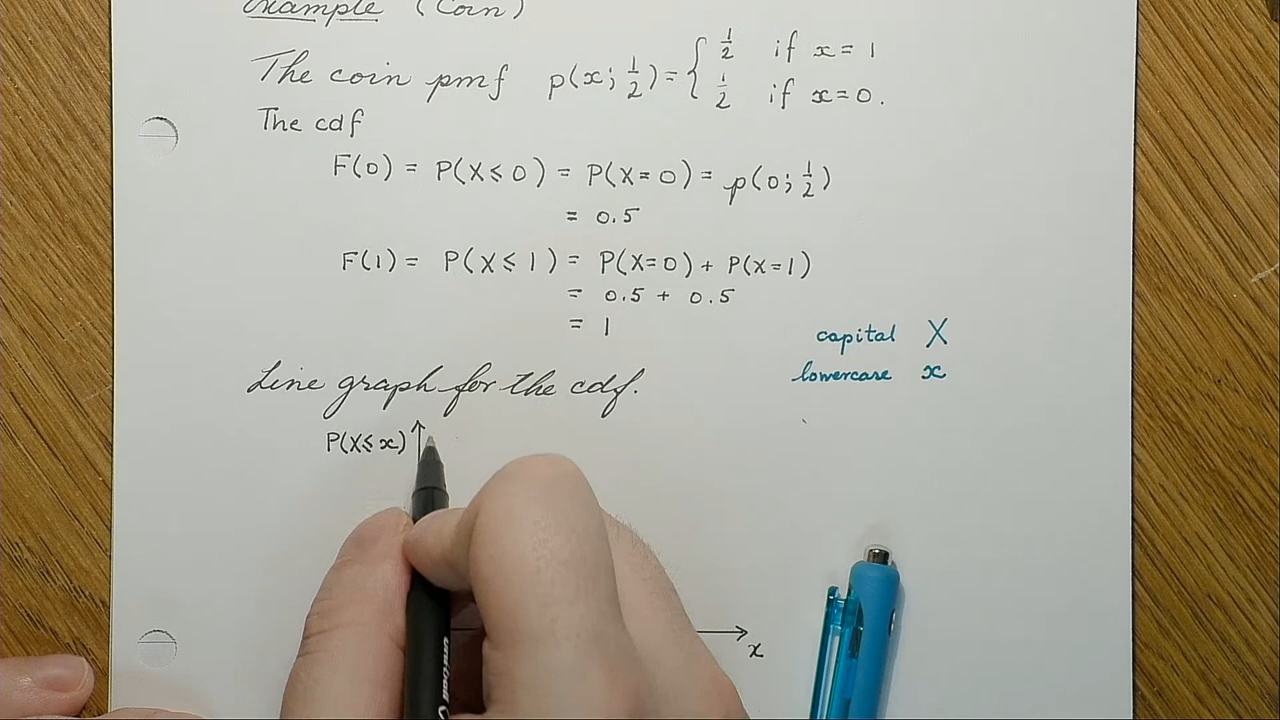 Example (Coin)
The coin pmf p(x; 1/2) = { 1/2 if x = 1
1/2 if x = 0.
The cdf
F(0) = P(X ≤ 0) = P(X = 0) = p(0; 1/2)
= 0.5
F(1) = P(X ≤ 1) = P(X=0) + P(X=1)
= 0.5 + 0.5
= 1
capital X
lowercase x
Line graph for the cdf.
P(X ≤ x)
x